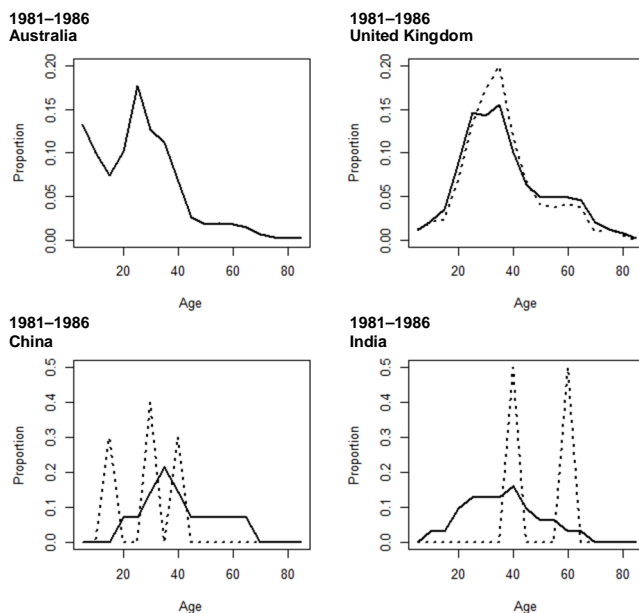 1981–1986
Australia
0.20
0.15
0.10
0.05
0.00
Proportion
20 40 60 80
Age
1981–1986
United Kingdom
0.20
0.15
0.10
0.05
0.00
Proportion
20 40 60 80
Age
1981–1986
China
0.5
0.4
0.3
0.2
0.1
0.0
Proportion
20 40 60 80
Age
1981–1986
India
0.5
0.4
0.3
0.2
0.1
0.0
Proportion
20 40 60 80
Age